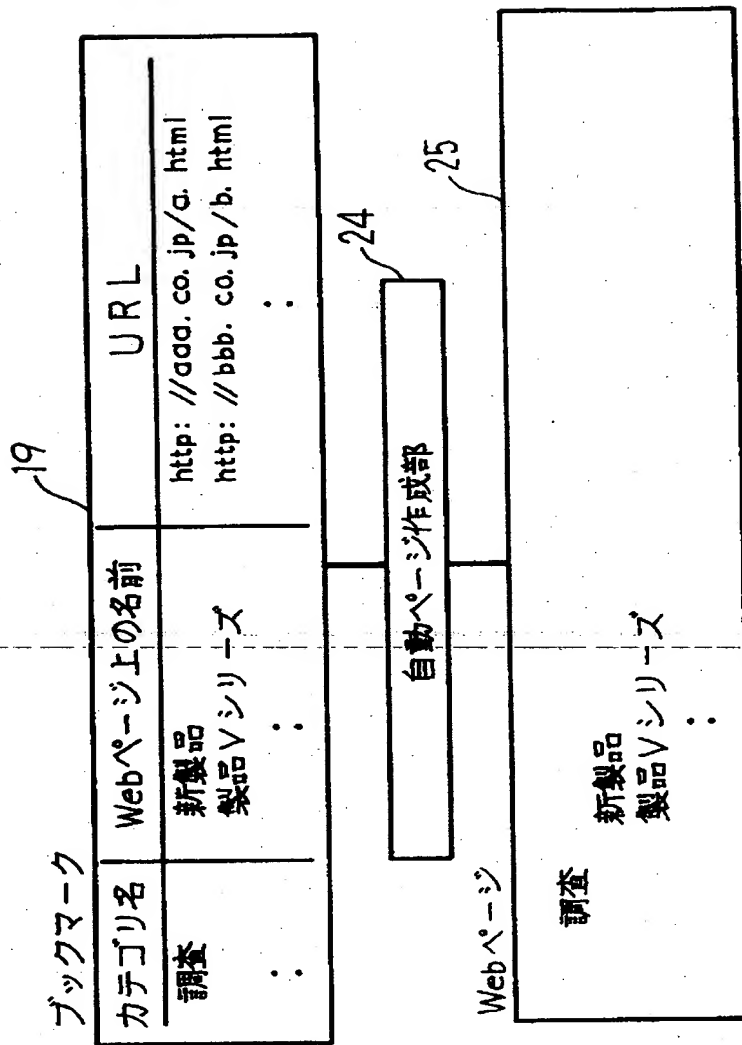 ブックマーク
19
カテゴリ名 Webページ上の名前 URL
調査 新製品 http://aaa.co.jp/a.html
製品Vシリーズ http://bbb.co.jp/b.html
: : :
24
自動ページ作成部
25
Webページ
調査
新製品
製品Vシリーズ
: